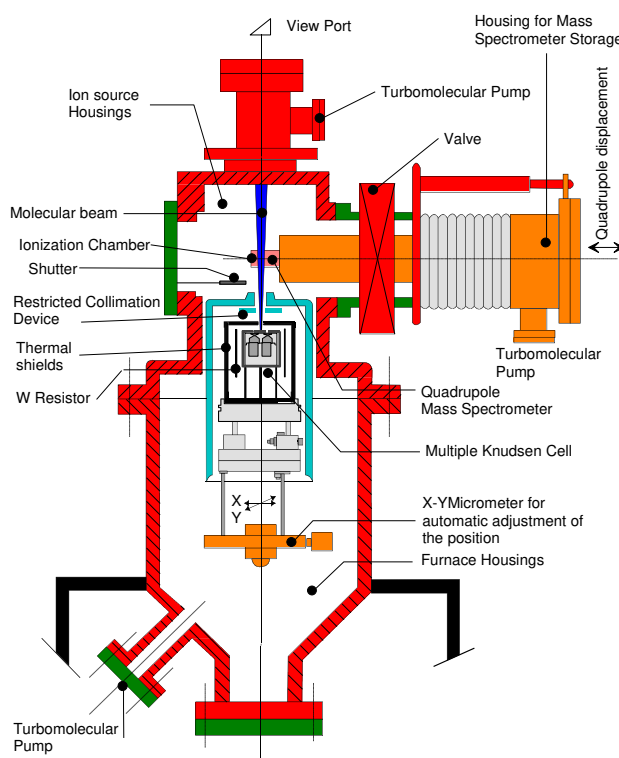 View Port
Housing for Mass
Spectrometer Storage
Ion source
Housings
Turbomolecular Pump
Valve
Quadrupole displacement
Molecular beam
Ionization Chamber
Shutter
Restricted Collimation
Device
Thermal
shields
W Resistor
Turbomolecular
Pump
Quadrupole
Mass Spectrometer
Multiple Knudsen Cell
X
Y
X-YMicrometer for
automatic adjustment of
the position
Furnace Housings
Turbomolecular
Pump